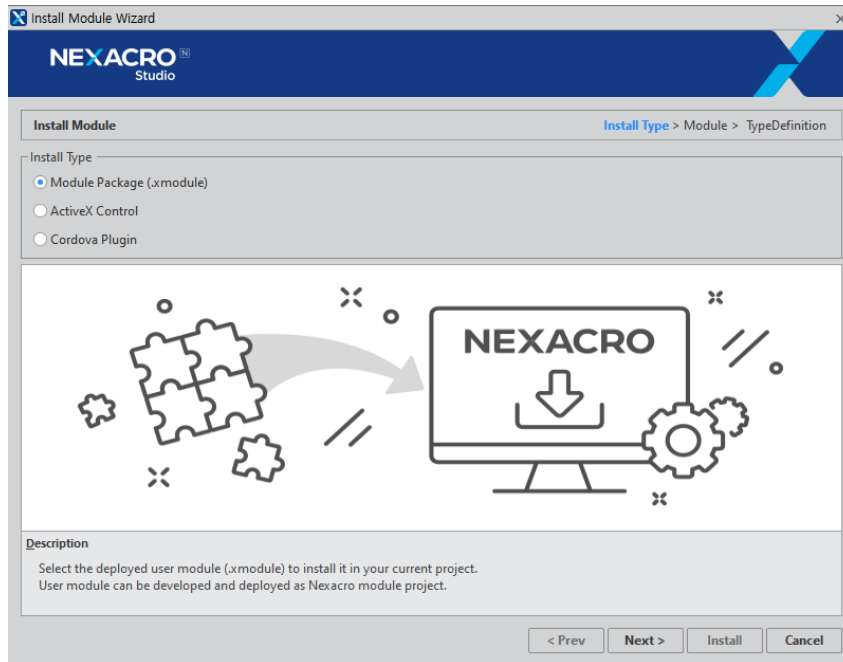 Install Module Wizard
NEXACRO N
Studio
Install Module
Install Type > Module > TypeDefinition
Install Type
Module Package (.xmodule)
ActiveX Control
Cordova Plugin
NEXACRO
Description
Select the deployed user module (.xmodule) to install it in your current project.
User module can be developed and deployed as Nexacro module project.
< Prev Next > Install Cancel